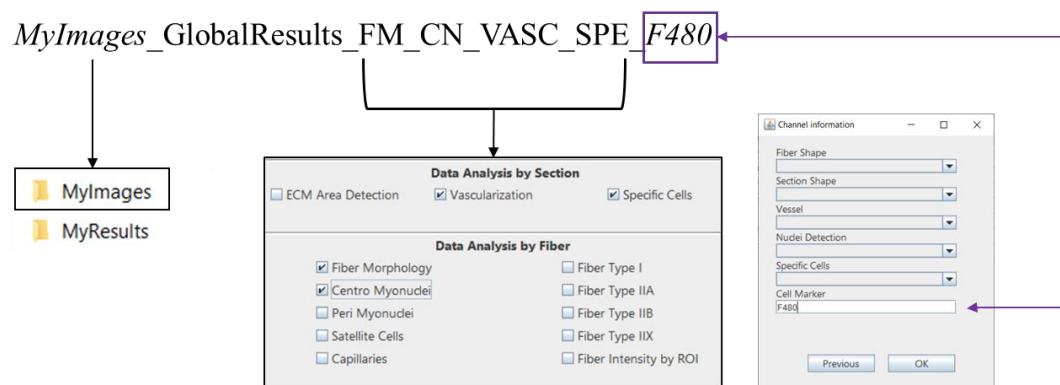 MyImages_GlobalResults_FM_CN_VASC_SPE_F480
MyImages
MyResults
Data Analysis by Section
ECM Area Detection Vascularization Specific Cells
Data Analysis by Fiber
Fiber Morphology Fiber Type I
Centro Myonuclei Fiber Type IIA
Peri Myonuclei Fiber Type IIB
Satellite Cells Fiber Type IIX
Capillaries Fiber Intensity by ROI
Channel information
Fiber Shape
Section Shape
Vessel
Nuclei Detection
Specific Cells
Cell Marker
F480
Previous OK